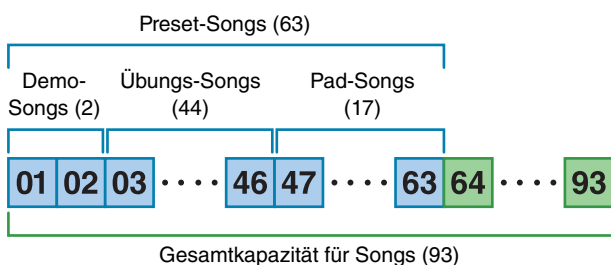 Preset-Songs (63)
Demo-
Songs (2)
Übungs-Songs
(44)
Pad-Songs
(17)
01 02 03 ···· 46 47 ···· 63 64 ···· 93
Gesamtkapazität für Songs (93)